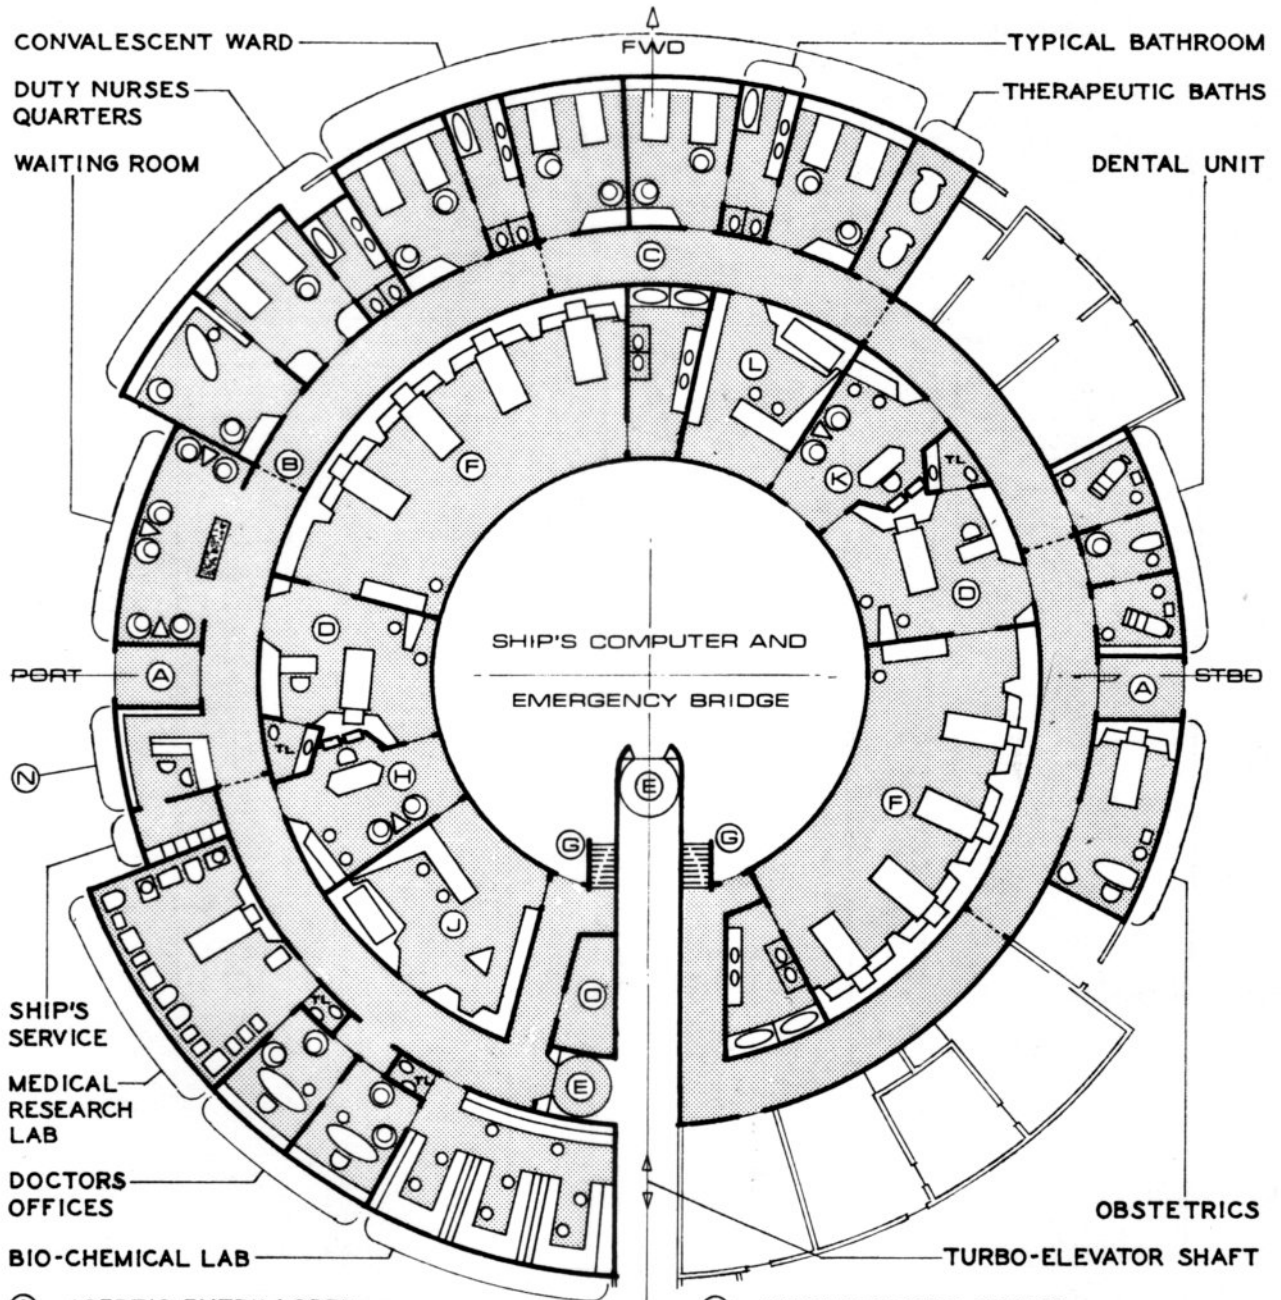 CONVALESCENT WARD
DUTY NURSES
QUARTERS
WAITING ROOM
FWD
TYPICAL BATHROOM
THERAPEUTIC BATHS
DENTAL UNIT
C
L
B
F
K
TL
D
D
SHIP'S COMPUTER AND
EMERGENCY BRIDGE
PORT
A
A
STBD
N
TL
H
E
F
G
G
J
O
TL
E
TL
SHIP'S
SERVICE
MEDICAL
RESEARCH
LAB
DOCTORS
OFFICES
BIO-CHEMICAL LAB
OBSTETRICS
TURBO-ELEVATOR SHAFT